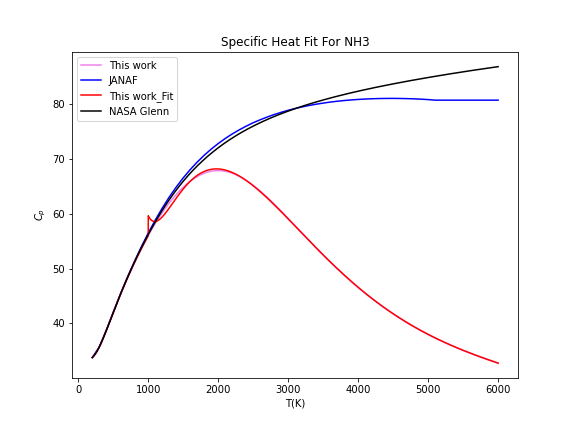 Specific Heat Fit For NH3
This work
JANAF
This work_Fit
NASA Glenn
80
70
60
50
40
C_p
0 1000 2000 3000 4000 5000 6000
T(K)